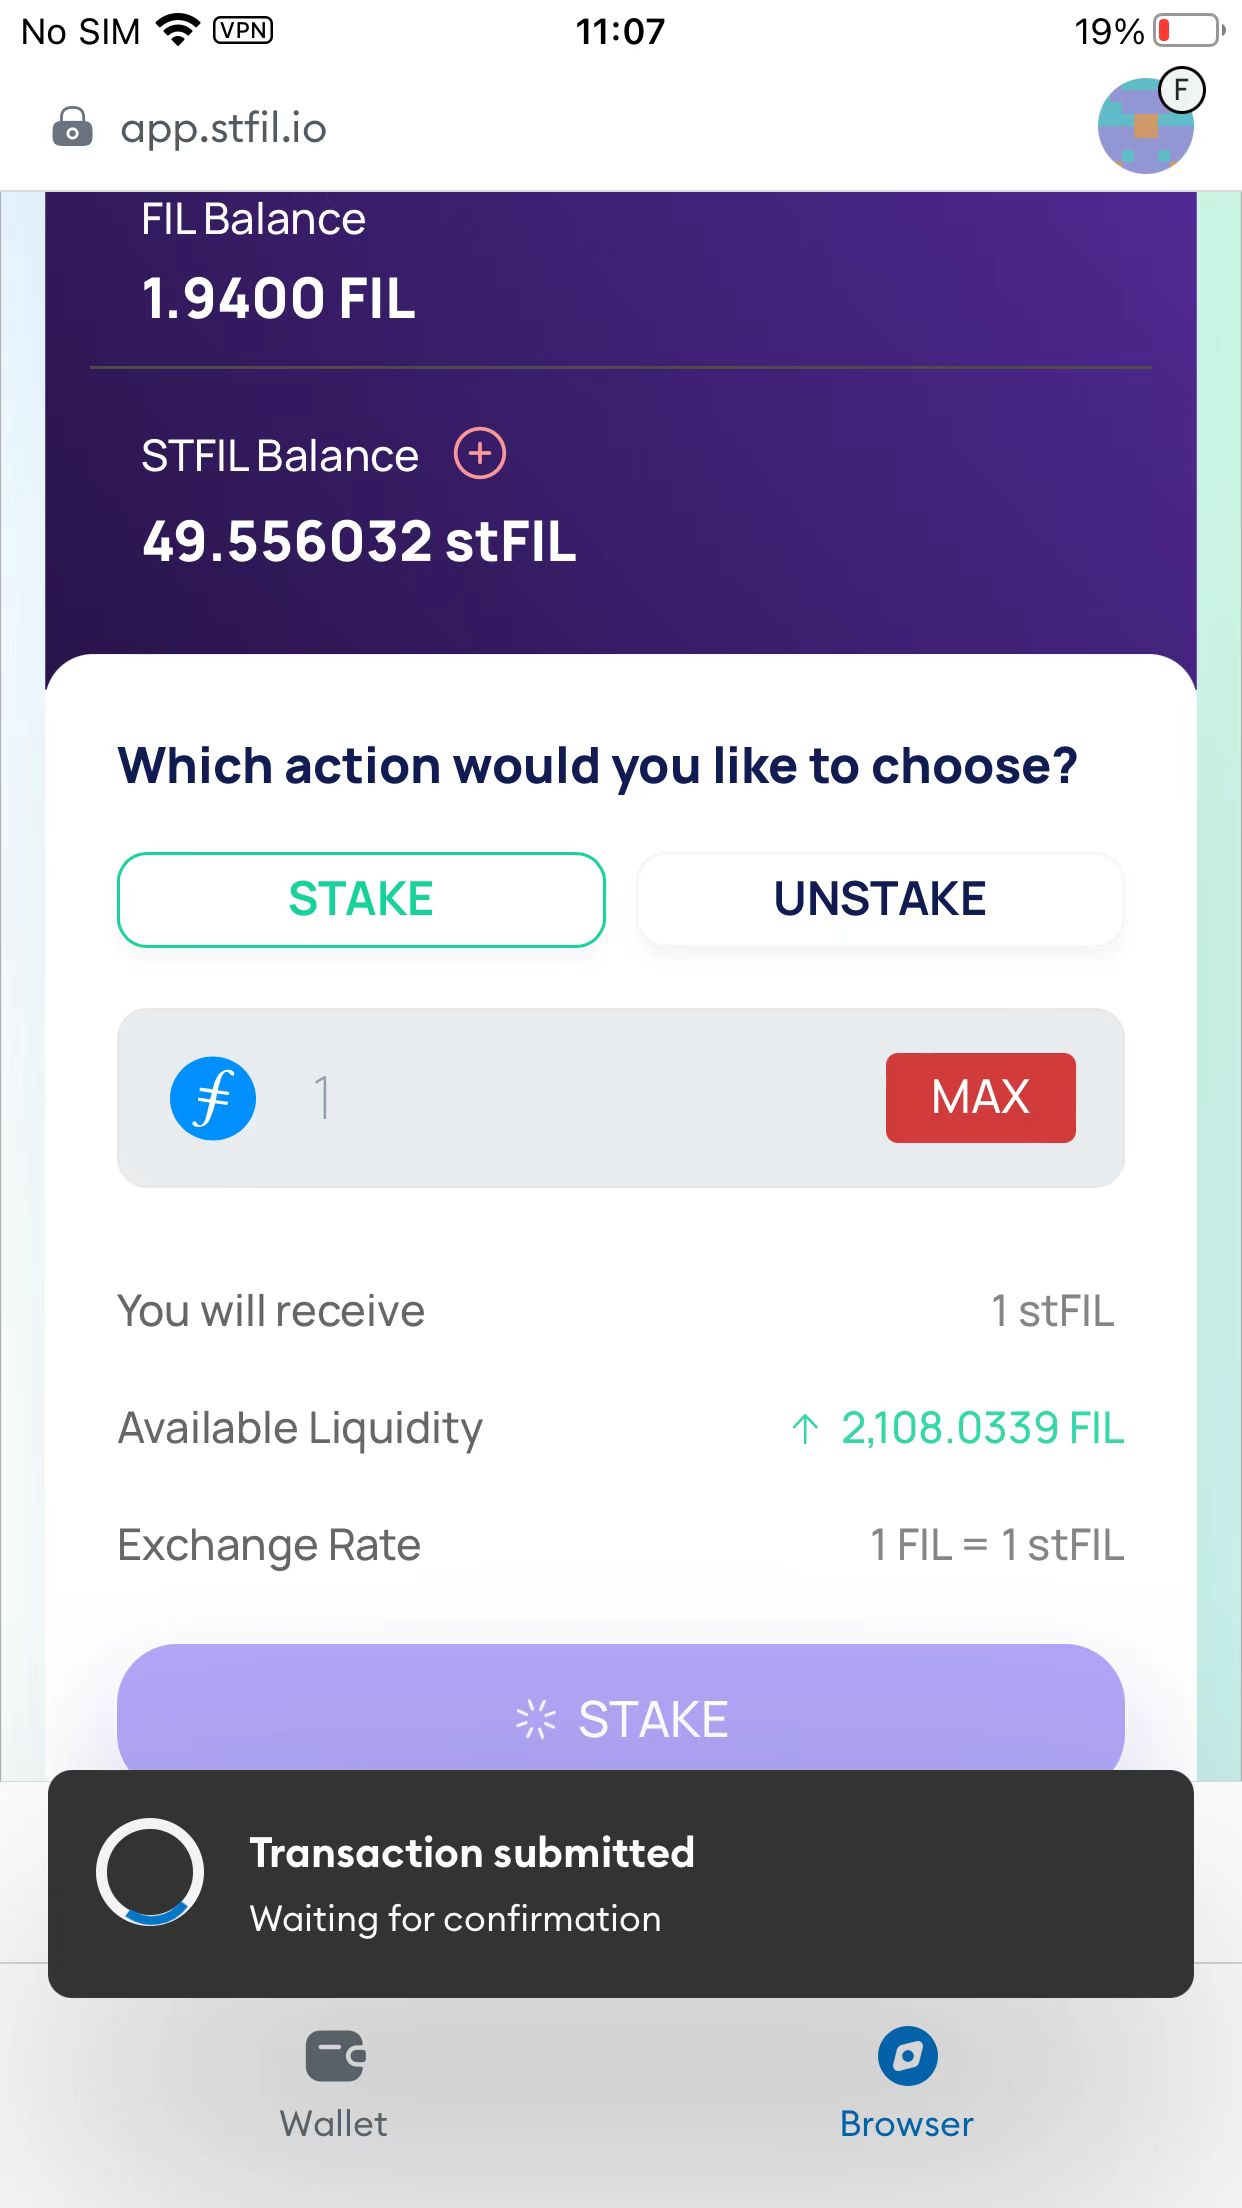 No SIM VPN 11:07 19%
app.stfil.io F
FIL Balance
1.9400 FIL
STFIL Balance
49.556032 stFIL
Which action would you like to choose?
STAKE UNSTAKE
1 MAX
You will receive 1 stFIL
Available Liquidity ↑ 2,108.0339 FIL
Exchange Rate 1 FIL = 1 stFIL
STAKE
Transaction submitted
Waiting for confirmation
Wallet Browser